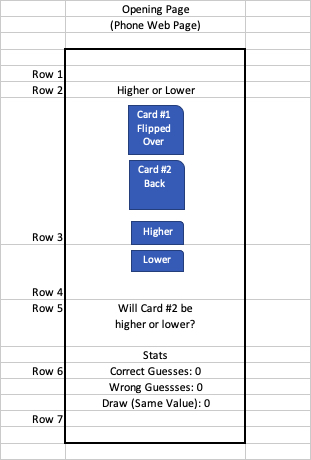 Opening Page
(Phone Web Page)
Row 1
Row 2 Higher or Lower
Card #1
Flipped
Over
Card #2
Back
Row 3 Higher
Lower
Row 4
Row 5 Will Card #2 be
higher or lower?
Stats
Row 6 Correct Guesses: 0
Wrong Guessses: 0
Draw (Same Value): 0
Row 7